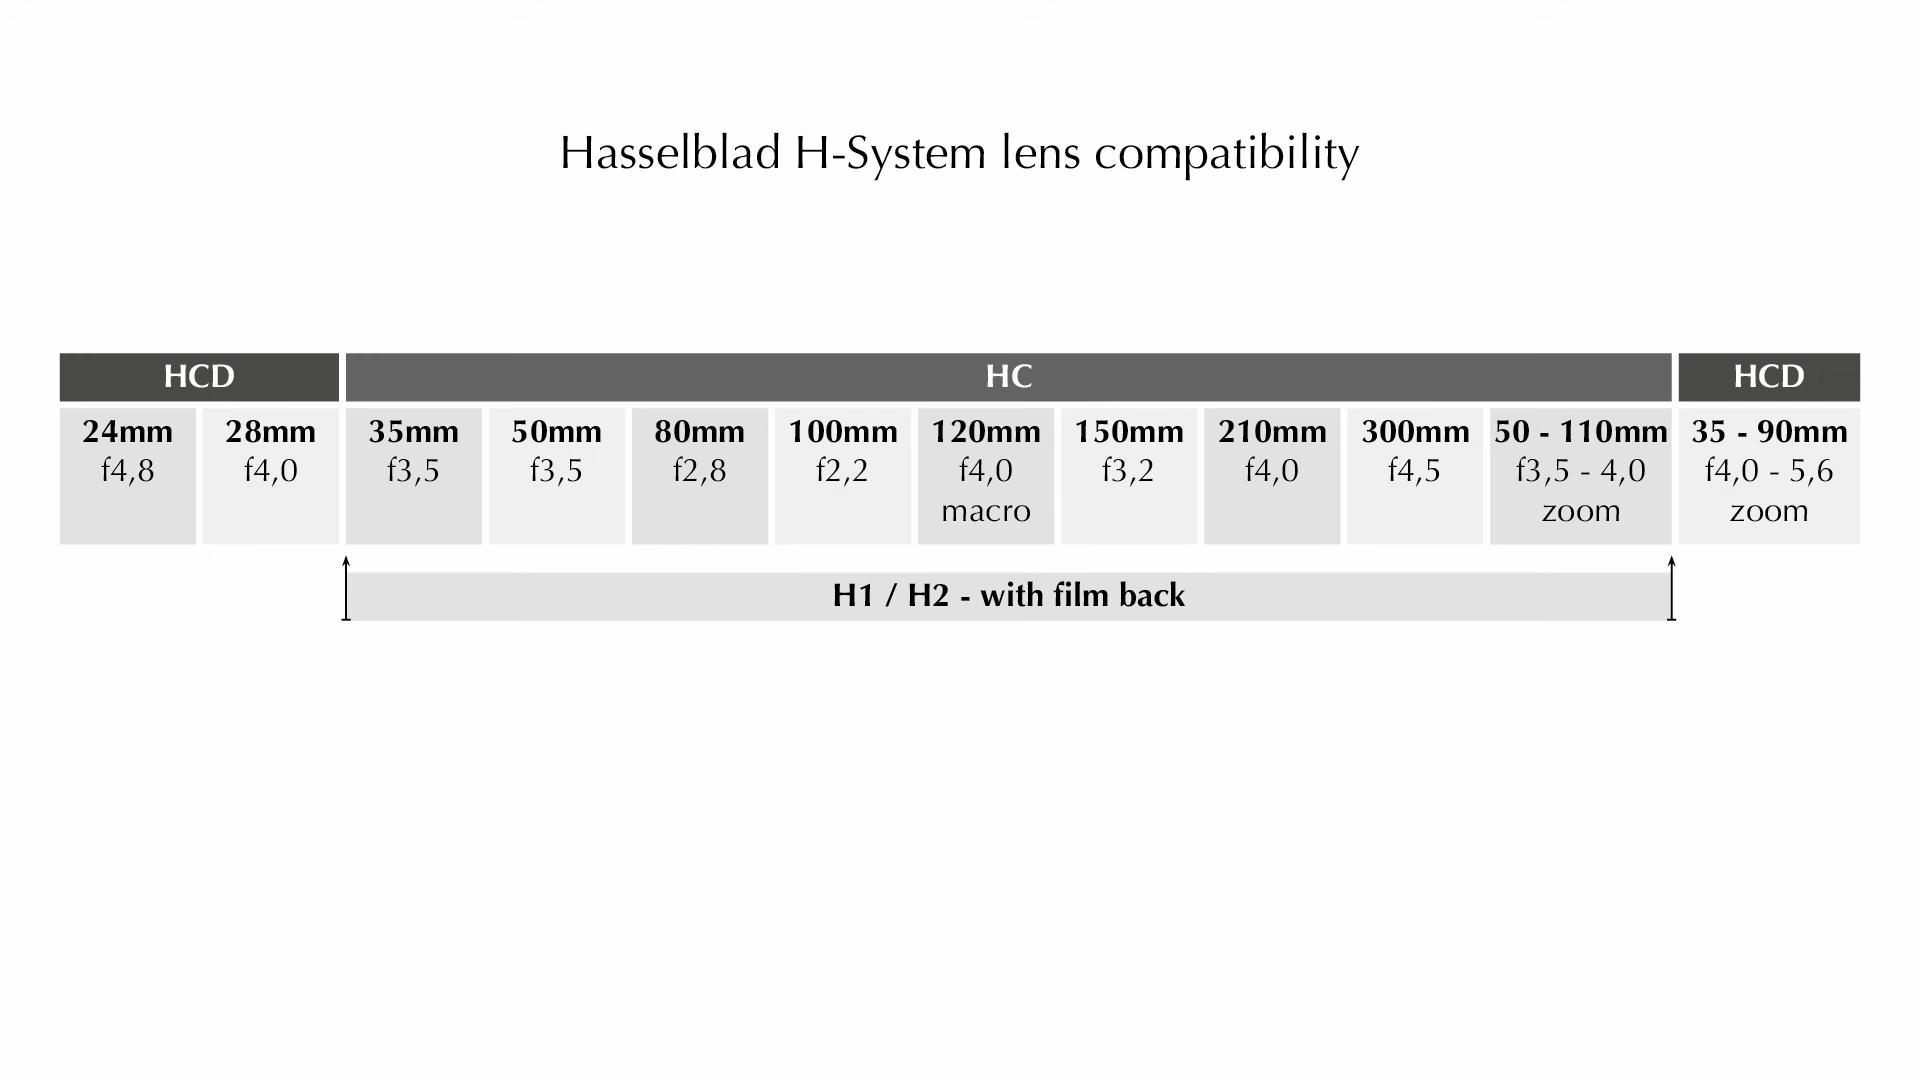 Hasselblad H-System lens compatibility
HCD HC HCD
24mm 28mm 35mm 50mm 80mm 100mm 120mm 150mm 210mm 300mm 50 - 110mm 35 - 90mm
f4,8 f4,0 f3,5 f3,5 f2,8 f2,2 f4,0 f3,2 f4,0 f4,5 f3,5 - 4,0 f4,0 - 5,6
macro zoom zoom
H1 / H2 - with film back